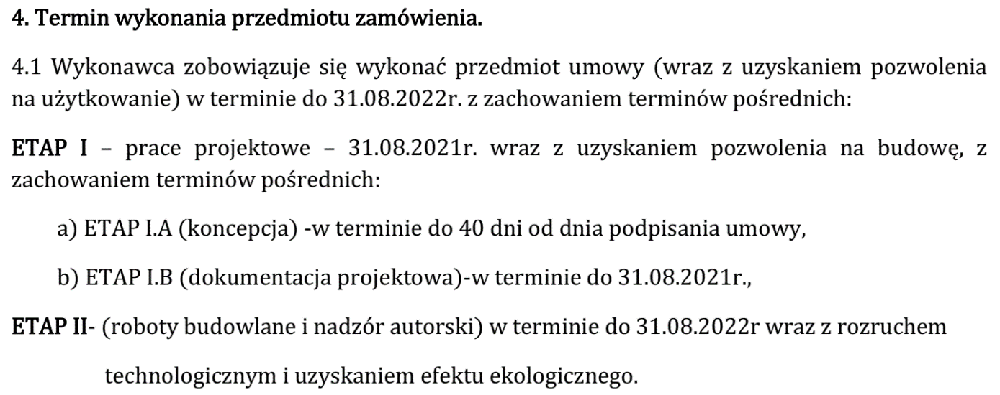 4. Termin wykonania przedmiotu zamówienia.
4.1 Wykonawca zobowiązuje się wykonać przedmiot umowy (wraz z uzyskaniem pozwolenia
na użytkowanie) w terminie do 31.08.2022r. z zachowaniem terminów pośrednich:
ETAP I – prace projektowe – 31.08.2021r. wraz z uzyskaniem pozwolenia na budowę, z
zachowaniem terminów pośrednich:
a) ETAP I.A (koncepcja) -w terminie do 40 dni od dnia podpisania umowy,
b) ETAP I.B (dokumentacja projektowa)-w terminie do 31.08.2021r.,
ETAP II- (roboty budowlane i nadzór autorski) w terminie do 31.08.2022r wraz z rozruchem
technologicznym i uzyskaniem efektu ekologicznego.